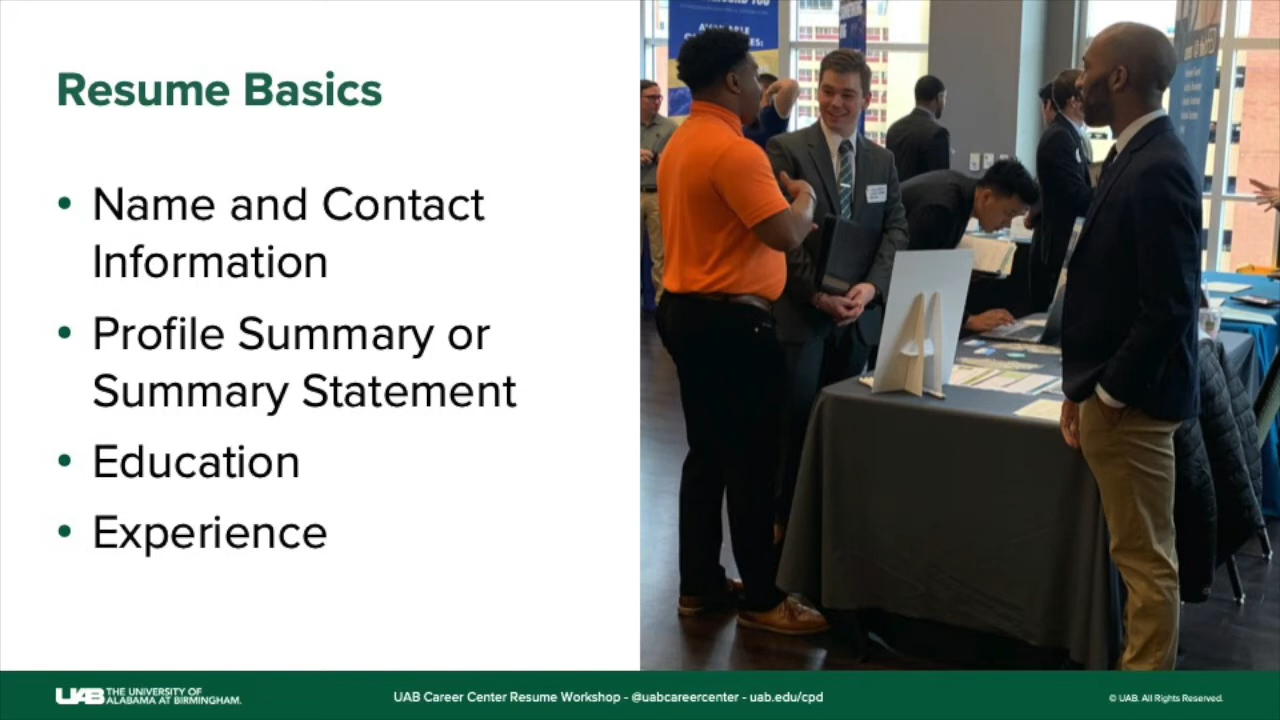 Resume Basics
• Name and Contact
Information
• Profile Summary or
Summary Statement
• Education
• Experience
UAB THE UNIVERSITY OF
ALABAMA AT BIRMINGHAM.
UAB Career Center Resume Workshop - @uabcareercenter - uab.edu/cpd
© UAB. All Rights Reserved.